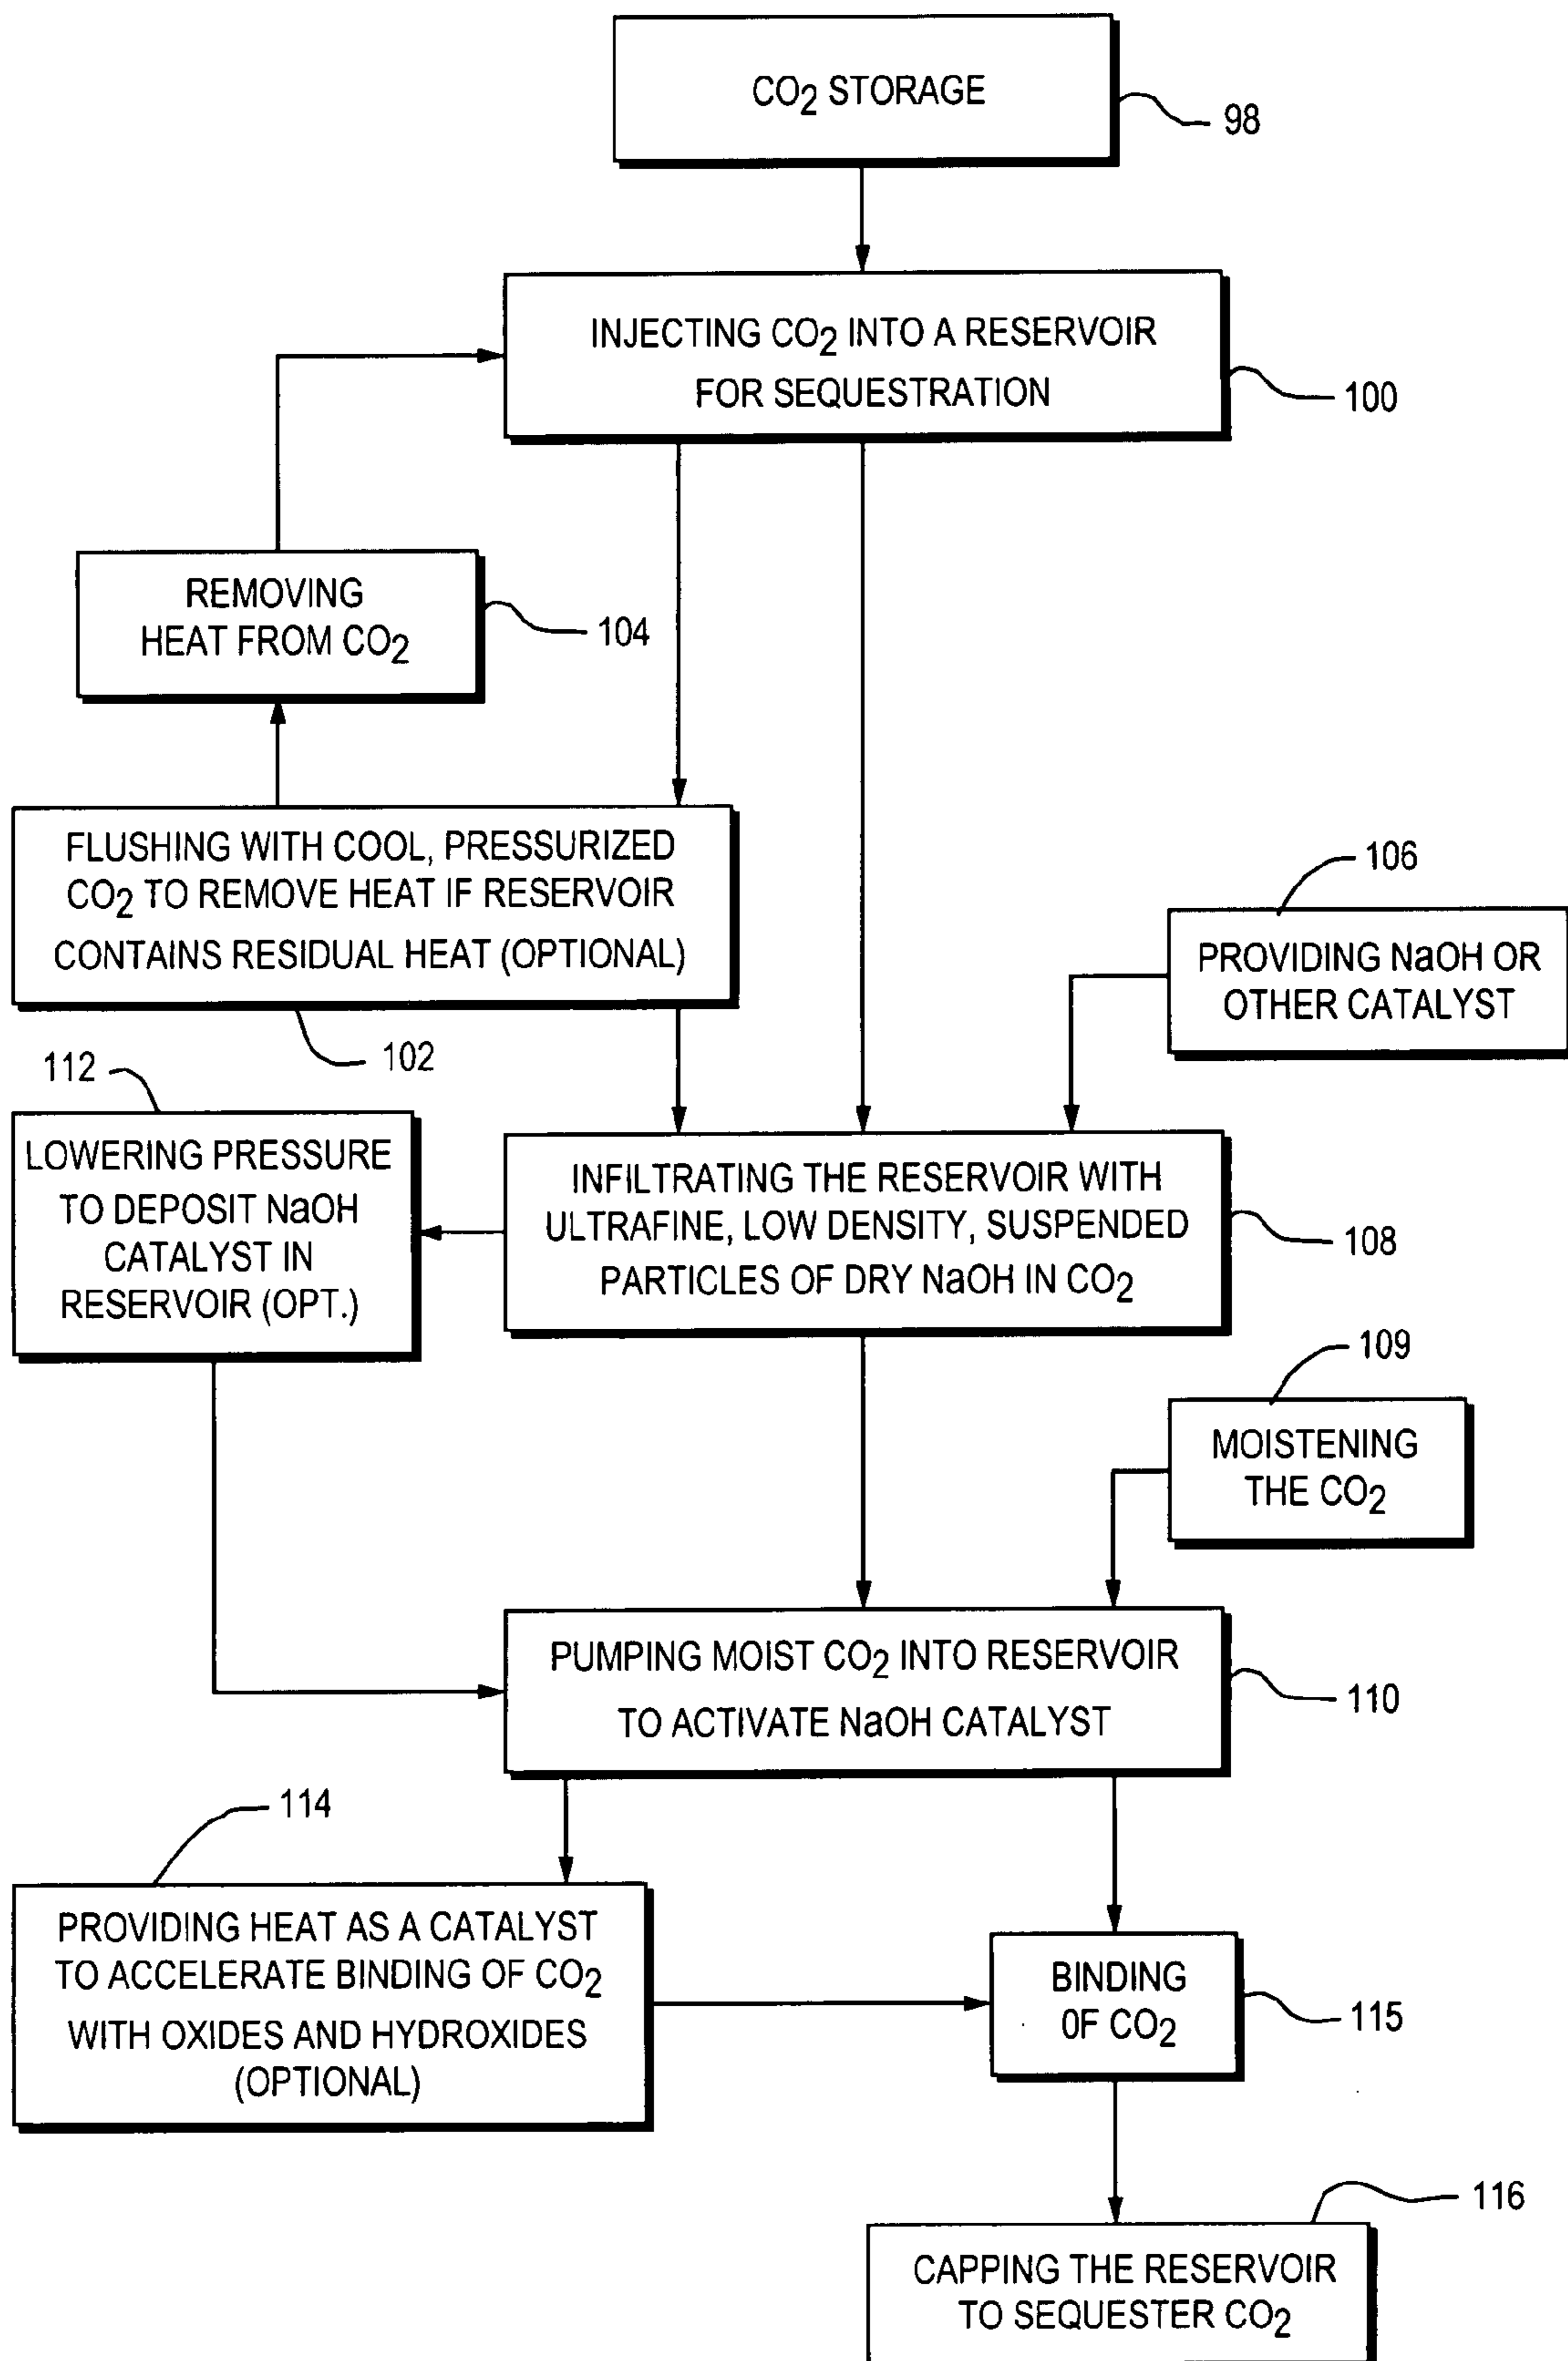 CO₂ STORAGE
98
INJECTING CO₂ INTO A RESERVOIR
FOR SEQUESTRATION
100
REMOVING
HEAT FROM CO₂
104
FLUSHING WITH COOL, PRESSURIZED
CO₂ TO REMOVE HEAT IF RESERVOIR
CONTAINS RESIDUAL HEAT (OPTIONAL)
102
106
PROVIDING NaOH OR
OTHER CATALYST
112
LOWERING PRESSURE
TO DEPOSIT NaOH
CATALYST IN
RESERVOIR (OPT.)
INFILTRATING THE RESERVOIR WITH
ULTRAFINE, LOW DENSITY, SUSPENDED
PARTICLES OF DRY NaOH IN CO₂
108
109
MOISTENING
THE CO₂
PUMPING MOIST CO₂ INTO RESERVOIR
TO ACTIVATE NaOH CATALYST
110
114
PROVIDING HEAT AS A CATALYST
TO ACCELERATE BINDING OF CO₂
WITH OXIDES AND HYDROXIDES
(OPTIONAL)
BINDING
OF CO₂
115
116
CAPPING THE RESERVOIR
TO SEQUESTER CO₂